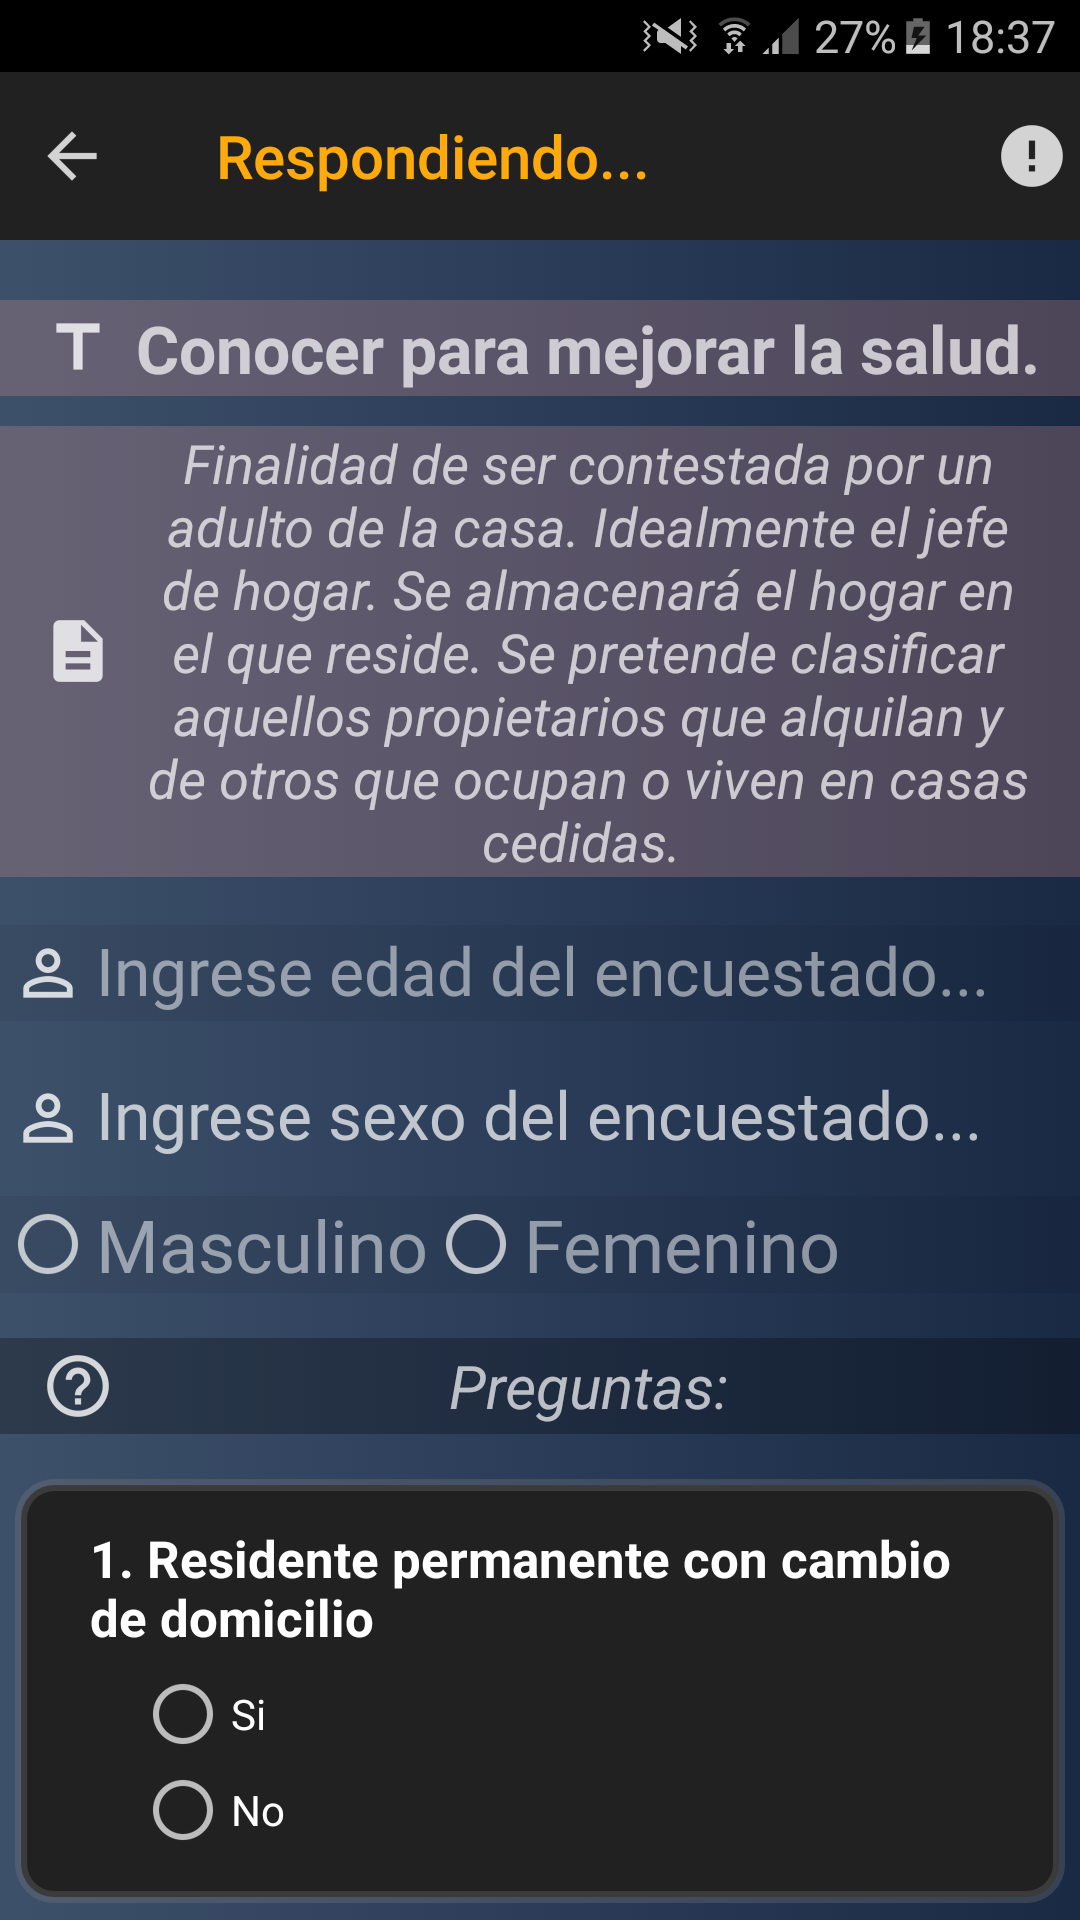 27% 18:37
Respondiendo...
T Conocer para mejorar la salud.
Finalidad de ser contestada por un
adulto de la casa. Idealmente el jefe
de hogar. Se almacenará el hogar en
el que reside. Se pretende clasificar
aquellos propietarios que alquilan y
de otros que ocupan o viven en casas
cedidas.
Ingrese edad del encuestado...
Ingrese sexo del encuestado...
Masculino Femenino
Preguntas:
1. Residente permanente con cambio
de domicilio
Si
No